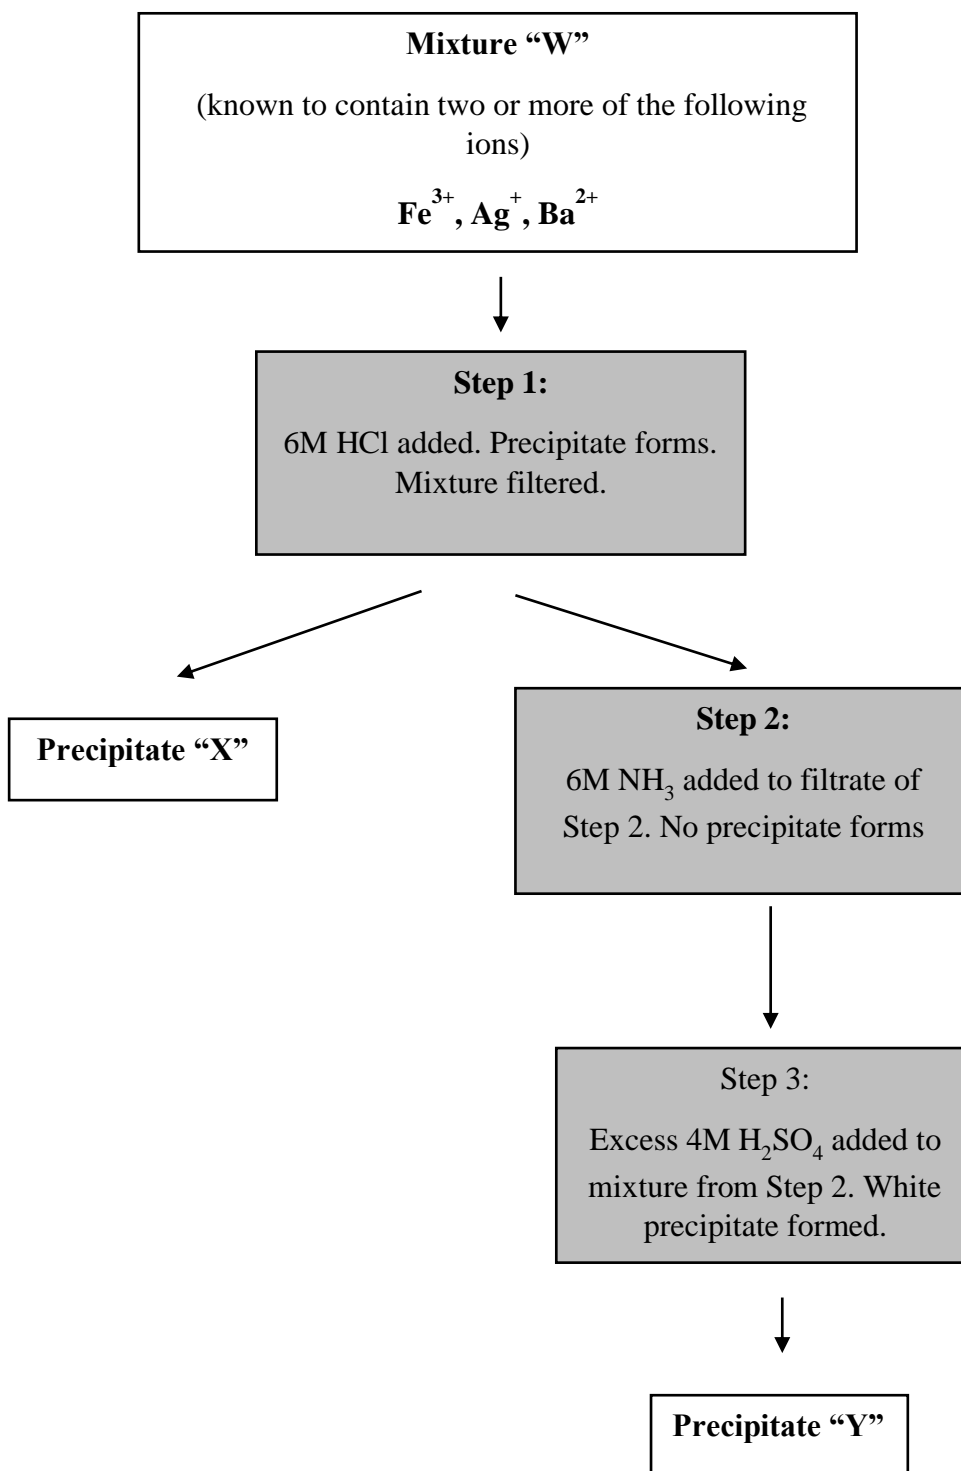 Mixture “W”
(known to contain two or more of the following
ions)
Fe³⁺, Ag⁺, Ba²⁺
Step 1:
6M HCl added. Precipitate forms.
Mixture filtered.
Precipitate “X”
Step 2:
6M NH₃ added to filtrate of
Step 2. No precipitate forms
Step 3:
Excess 4M H₂SO₄ added to
mixture from Step 2. White
precipitate formed.
Precipitate “Y”